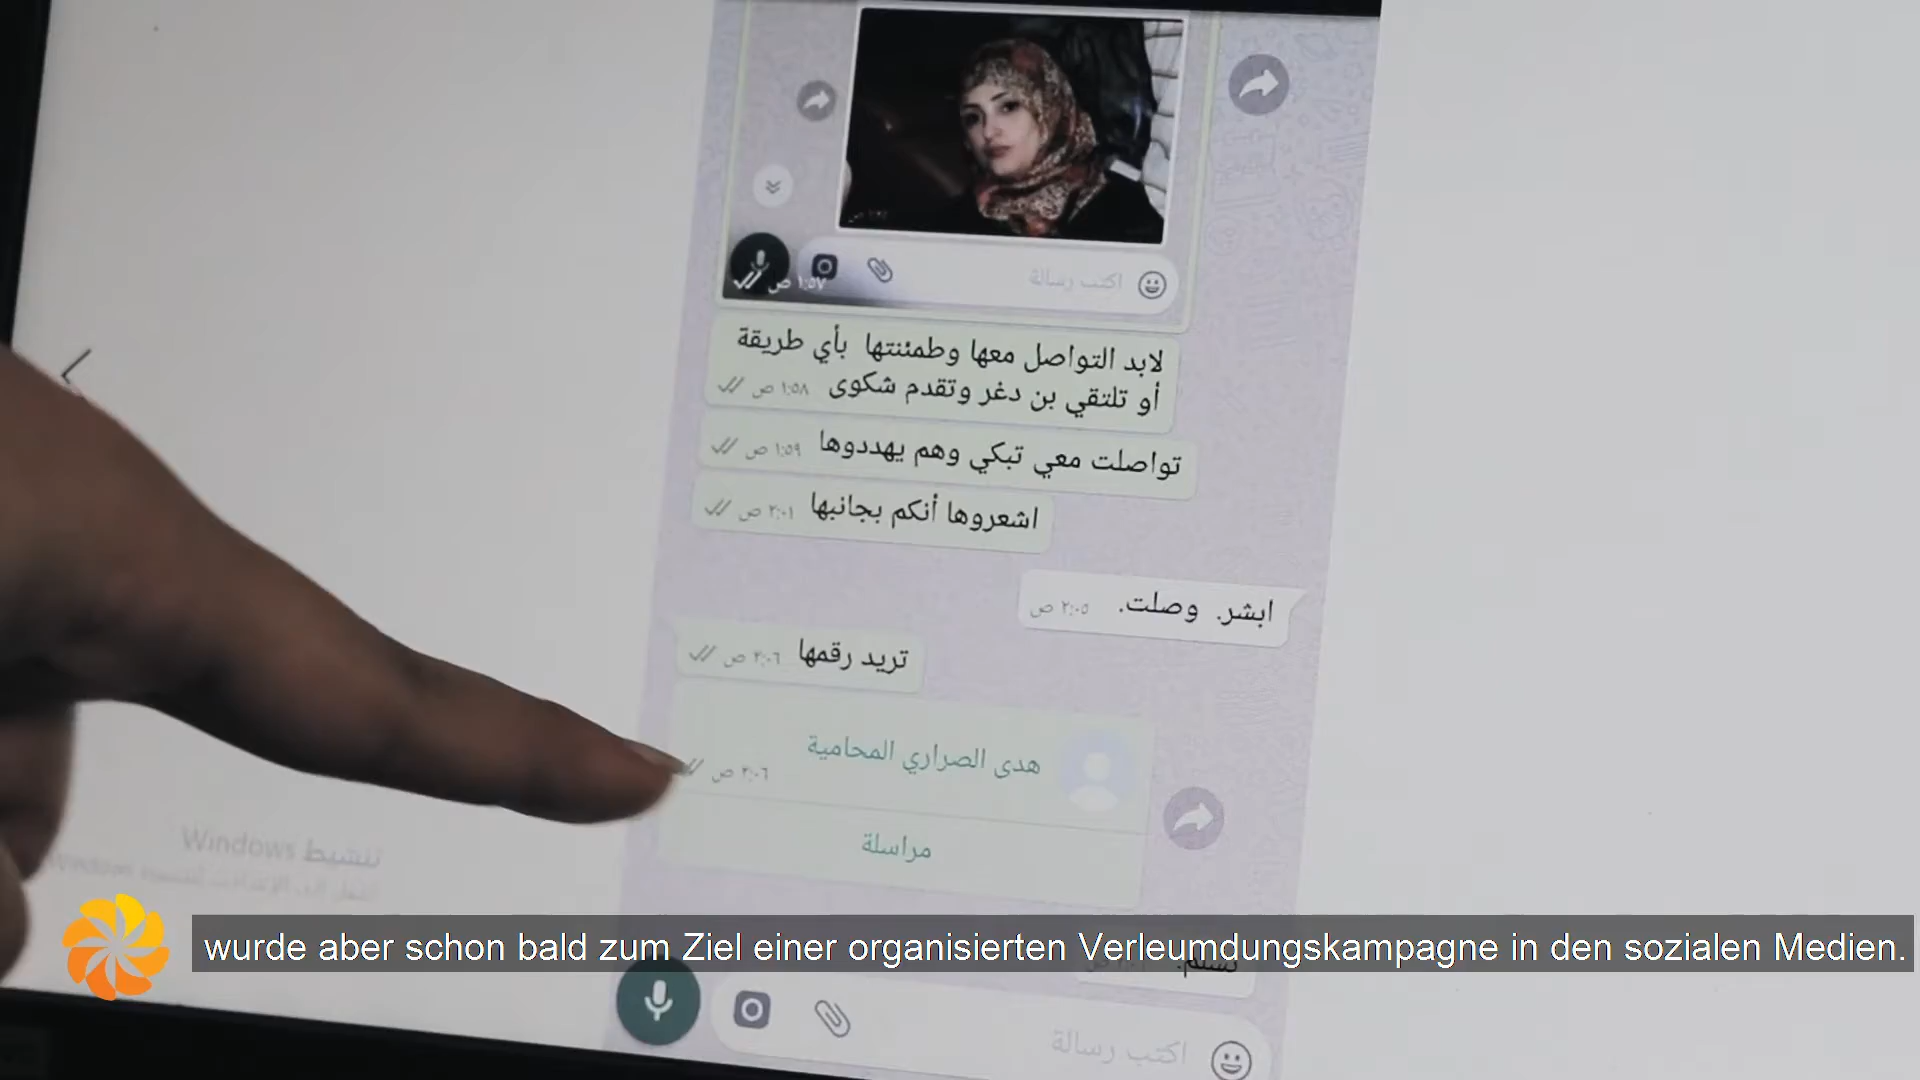 ١:٥٧ ص
اكتب رسالة
لابد التواصل معها وطمئنتها بأي طريقة
أو تلتقي بن دغر وتقدم شكوى ١:٥٨ ص
تواصلت معي تبكي وهم يهددوها ١:٥٩ ص
اشعروها أنكم بجانبها ٢:٠١ ص
ابشر. وصلت. ٢:٠٥ ص
تريد رقمها ٢:٠٦ ص
هدى الصراري المحامية
٢:٠٦ ص
مراسلة
تنشيط Windows
wurde aber schon bald zum Ziel einer organisierten Verleumdungskampagne in den sozialen Medien.
اكتب رسالة